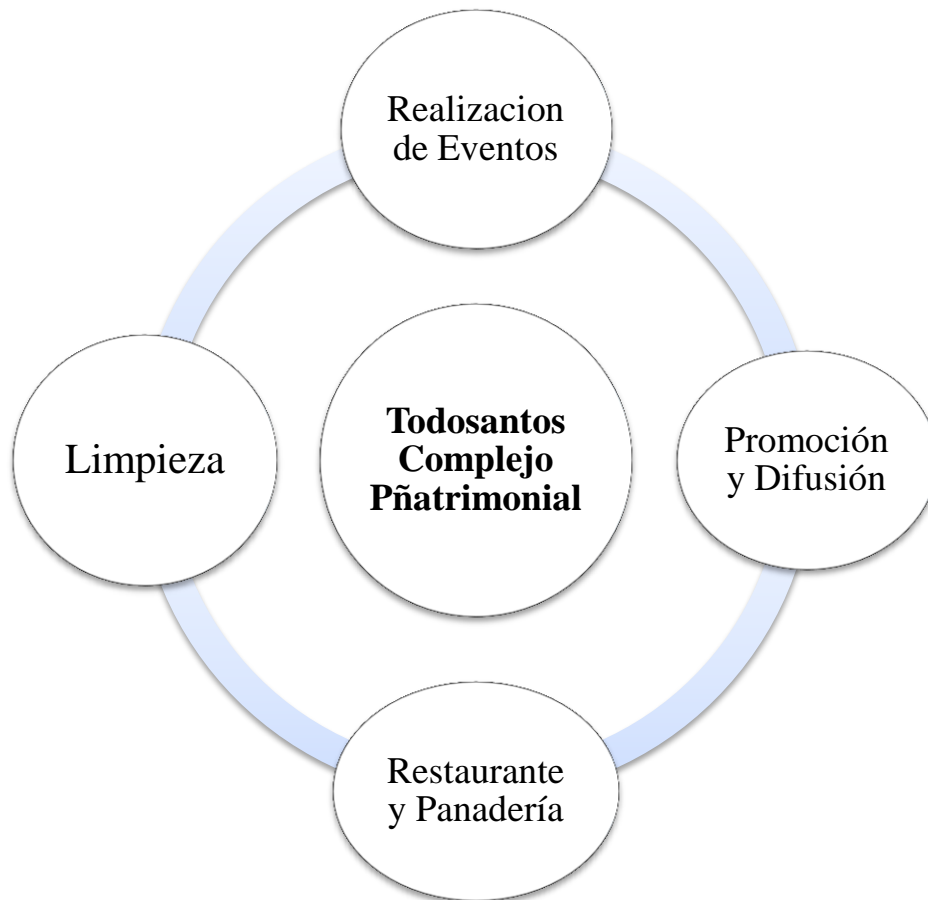 Realizacion
de Eventos
Todosantos
Complejo
Pñatrimonial
Limpieza
Promoción
y Difusión
Restaurante
y Panadería